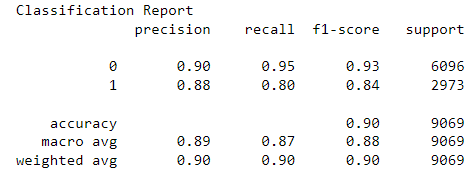 Classification Report
precision recall f1-score support
0 0.90 0.95 0.93 6096
1 0.88 0.80 0.84 2973
accuracy 0.90 9069
macro avg 0.89 0.87 0.88 9069
weighted avg 0.90 0.90 0.90 9069